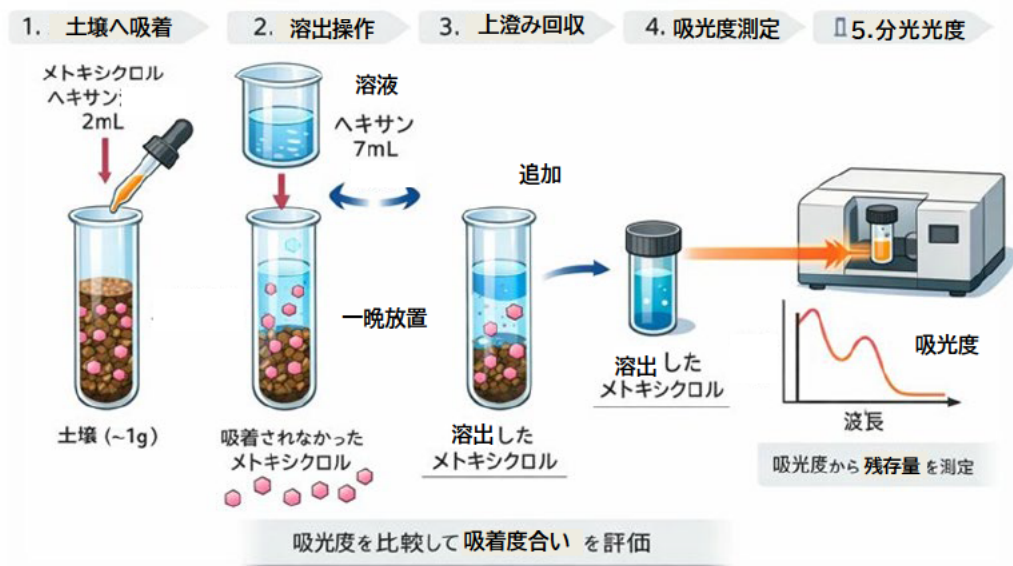 1. 土壌へ吸着
2. 溶出操作
3. 上澄み回収
4. 吸光度測定
5.分光光度
メトキシクロル
ヘキサン
2mL
土壌 (~1g)
溶液
ヘキサン
7mL
一晩放置
吸着されなかった
メトキシクロル
追加
溶出した
メトキシクロル
溶出した
メトキシクロル
吸光度
波長
吸光度から 残存量 を測定
吸光度を比較して 吸着度合い を評価